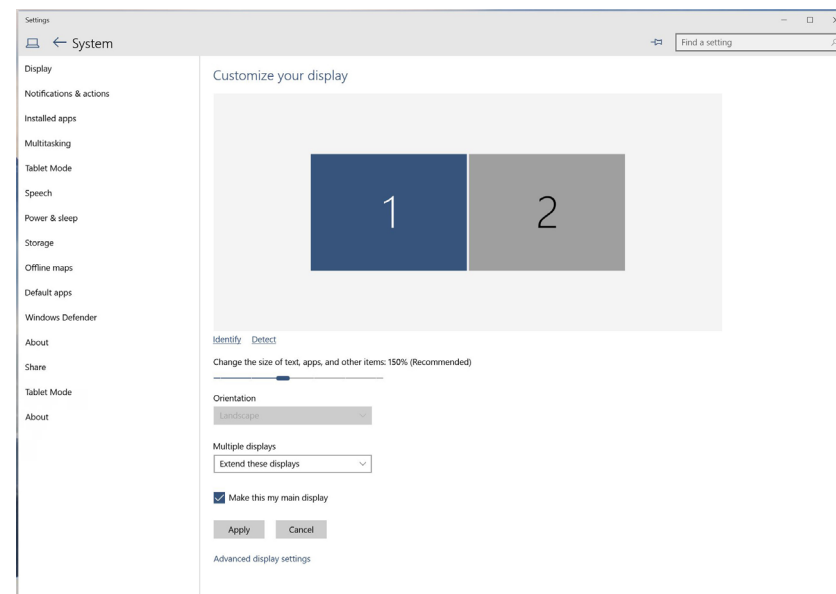 Settings
System
Find a setting
Display
Notifications & actions
Installed apps
Multitasking
Tablet Mode
Speech
Power & sleep
Storage
Offline maps
Default apps
Windows Defender
About
Share
Tablet Mode
About
Customize your display
1 2
Identify Detect
Change the size of text, apps, and other items: 150% (Recommended)
Orientation
Landscape
Multiple displays
Extend these displays
Make this my main display
Apply Cancel
Advanced display settings